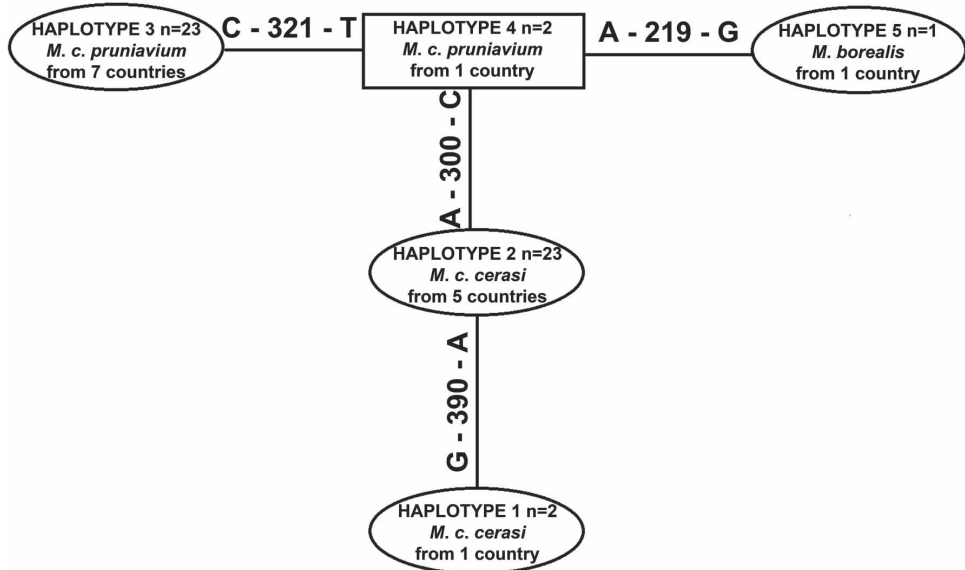 HAPLOTYPE 3 n=23
M. c. pruniavium
from 7 countries
C - 321 - T
HAPLOTYPE 4 n=2
M. c. pruniavium
from 1 country
A - 219 - G
HAPLOTYPE 5 n=1
M. borealis
from 1 country
A - 300 - C
HAPLOTYPE 2 n=23
M. c. cerasi
from 5 countries
G - 390 - A
HAPLOTYPE 1 n=2
M. c. cerasi
from 1 country